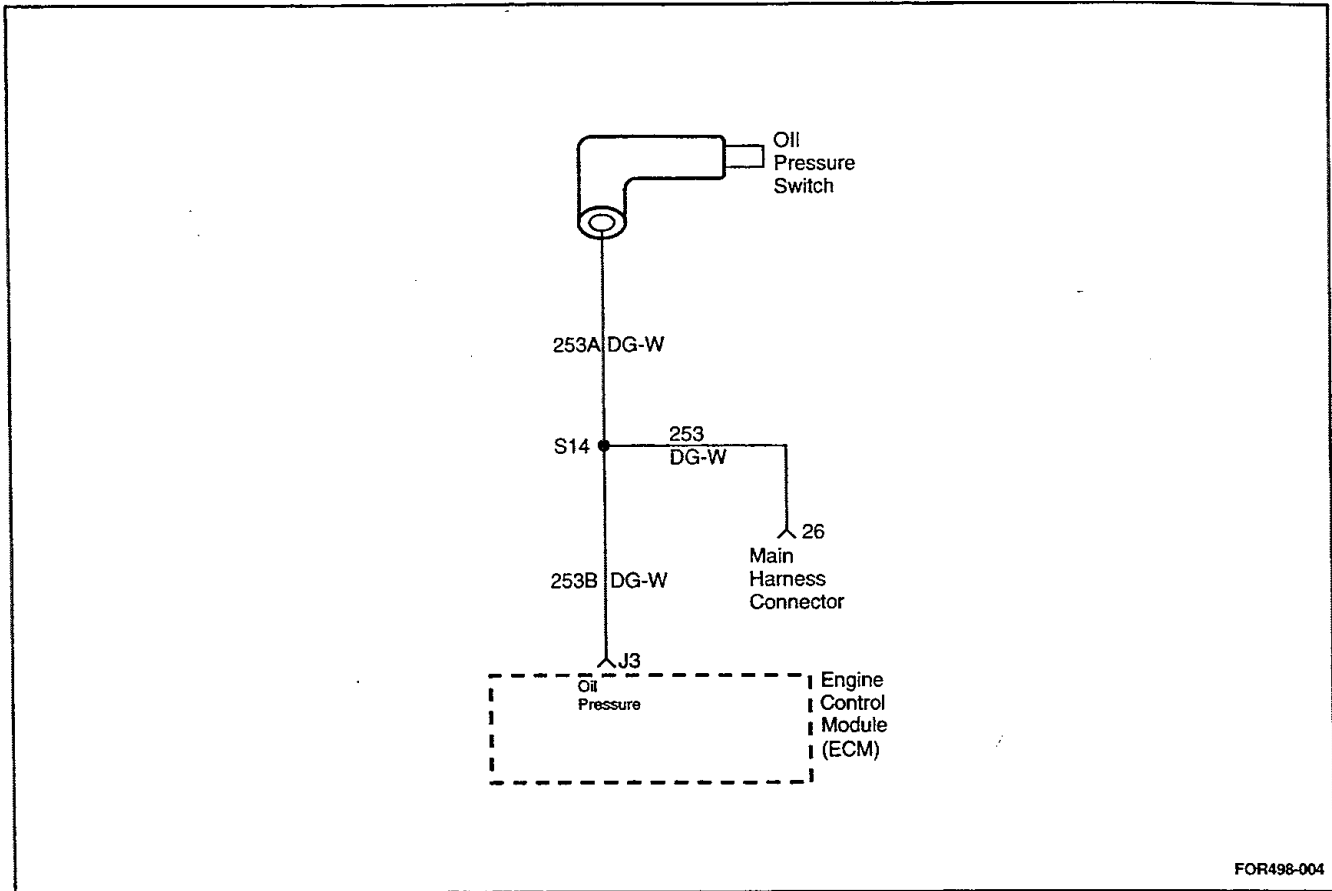 Oil
Pressure
Switch
253A DG-W
S14
253
DG-W
26
Main
Harness
Connector
253B DG-W
J3
Oil
Pressure
Engine
Control
Module
(ECM)
FOR498-004